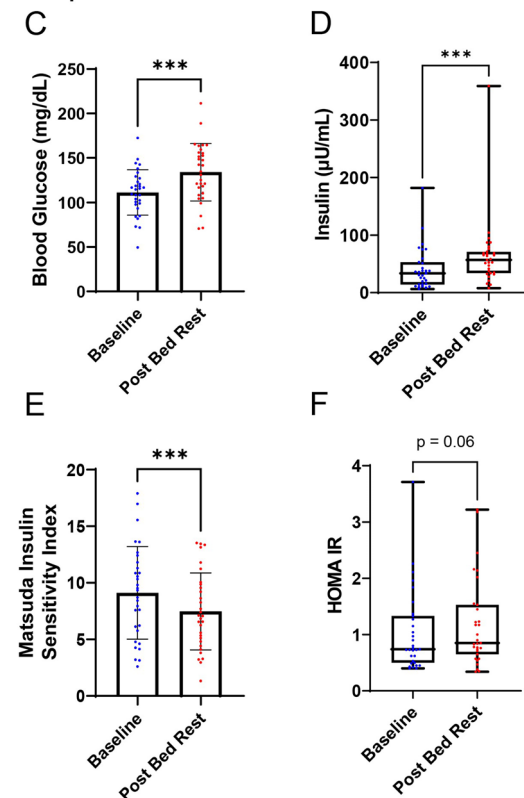 C
***
Blood Glucose (mg/dL)
250
200
150
100
50
0
Baseline
Post Bed Rest
D
***
Insulin (μU/mL)
400
300
200
100
0
Baseline
Post Bed Rest
E
***
Matsuda Insulin
Sensitivity Index
20
15
10
5
0
Baseline
Post Bed Rest
F
p = 0.06
HOMA IR
4
3
2
1
0
Baseline
Post Bed Rest